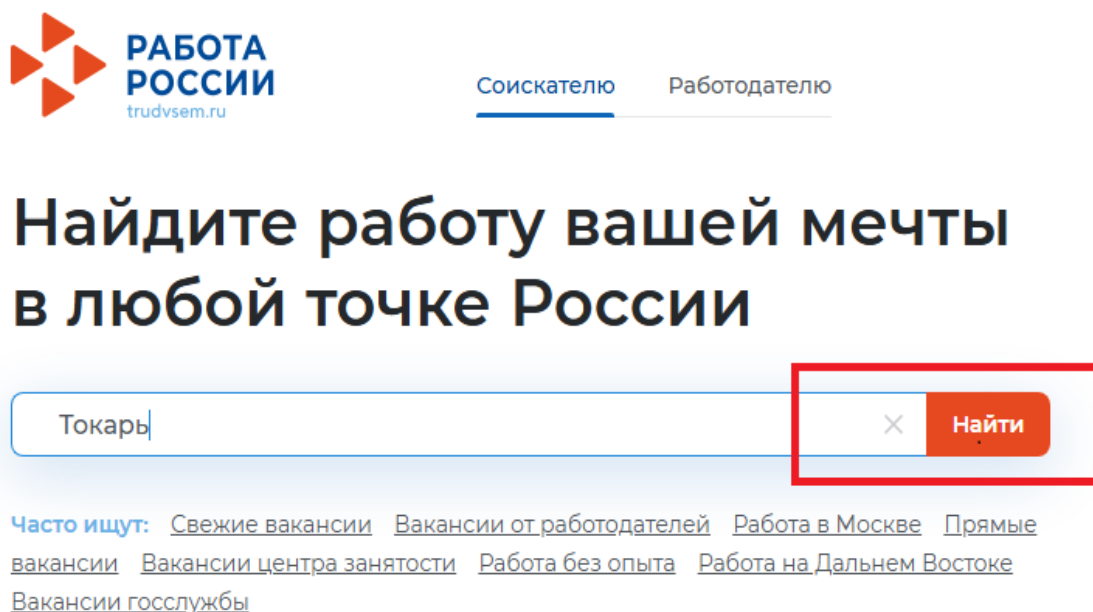 РАБОТА
РОССИИ
trudvsem.ru
Соискателю Работодателю
Найдите работу вашей мечты
в любой точке России
Токарь
Найти
Часто ищут: Свежие вакансии Вакансии от работодателей Работа в Москве Прямые
вакансии Вакансии центра занятости Работа без опыта Работа на Дальнем Востоке
Вакансии госслужбы